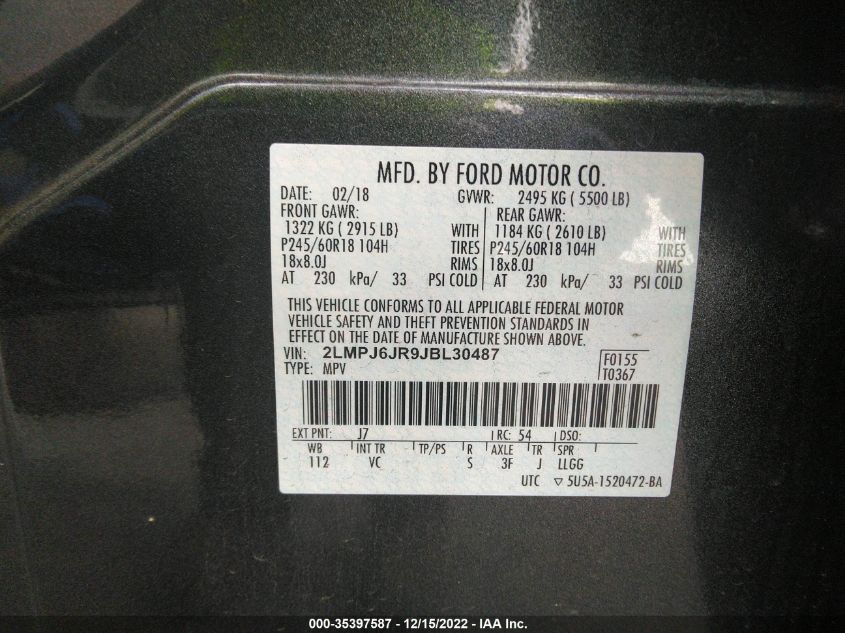 MFD. BY FORD MOTOR CO.
DATE: 02/18 GVWR: 2495 KG ( 5500 LB)
FRONT GAWR: REAR GAWR:
1322 KG ( 2915 LB) WITH 1184 KG ( 2610 LB) WITH
P245/60R18 104H TIRES P245/60R18 104H TIRES
18x8.0J RIMS 18x8.0J RIMS
AT 230 kPa/ 33 PSI COLD AT 230 kPa/ 33 PSI COLD
THIS VEHICLE CONFORMS TO ALL APPLICABLE FEDERAL MOTOR
VEHICLE SAFETY AND THEFT PREVENTION STANDARDS IN
EFFECT ON THE DATE OF MANUFACTURE SHOWN ABOVE.
VIN: 2LMPJ6JR9JBL30487 F0155
TYPE: MPV T0367
EXT PNT: J7 RC: 54 DSO:
WB INT TR TP/PS R AXLE TR SPR
112 VC S 3F J LLGG
UTC ▽ 5U5A-1520472-BA
000-35397587 - 12/15/2022 - IAA Inc.